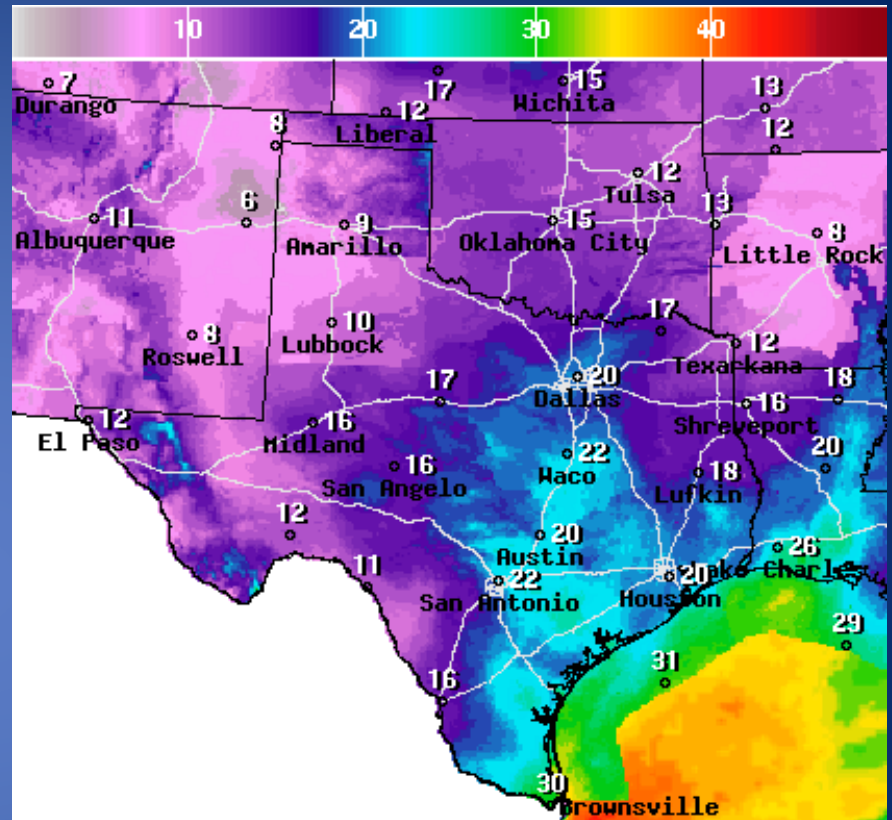 10 20 30 40
7
Durango
17
15
Wichita
13
12
Liberal
8
12
12
Tulsa
11
Albuquerque
6
9
Amarillo
15
Oklahoma City
13
8
Little Rock
8
Roswell
10
Lubbock
17
12
Texarkana
20
Dallas
17
18
16
Shreveport
12
El Paso
16
Midland
22
Waco
16
San Angelo
18
Lufkin
20
12
20
Austin
26
Charles
11
22
San Antonio
20
Houston
29
31
16
30
Brownsville